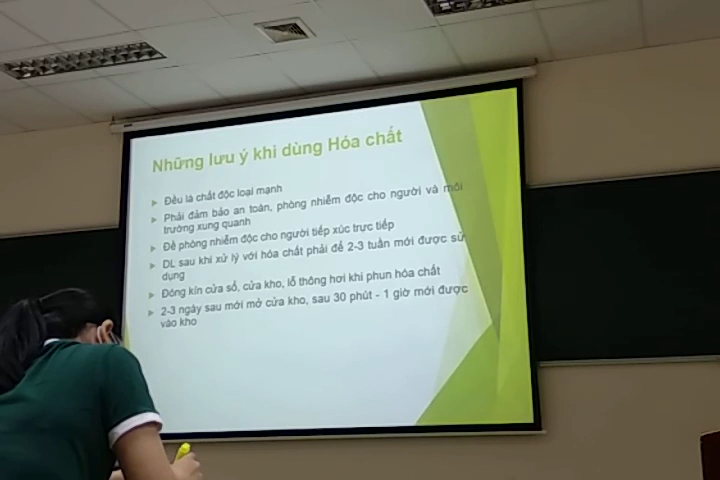 Những lưu ý khi dùng Hóa chất
Đều là chất độc loại mạnh
Phải đảm bảo an toàn, phòng nhiễm độc cho người và môi
trường xung quanh
Đề phòng nhiễm độc cho người tiếp xúc trực tiếp
DL sau khi xử lý với hóa chất phải để 2-3 tuần mới được sử
dụng
Đóng kín cửa sổ, cửa kho, lỗ thông hơi khi phun hóa chất
2-3 ngày sau mới mở cửa kho, sau 30 phút - 1 giờ mới được
vào kho